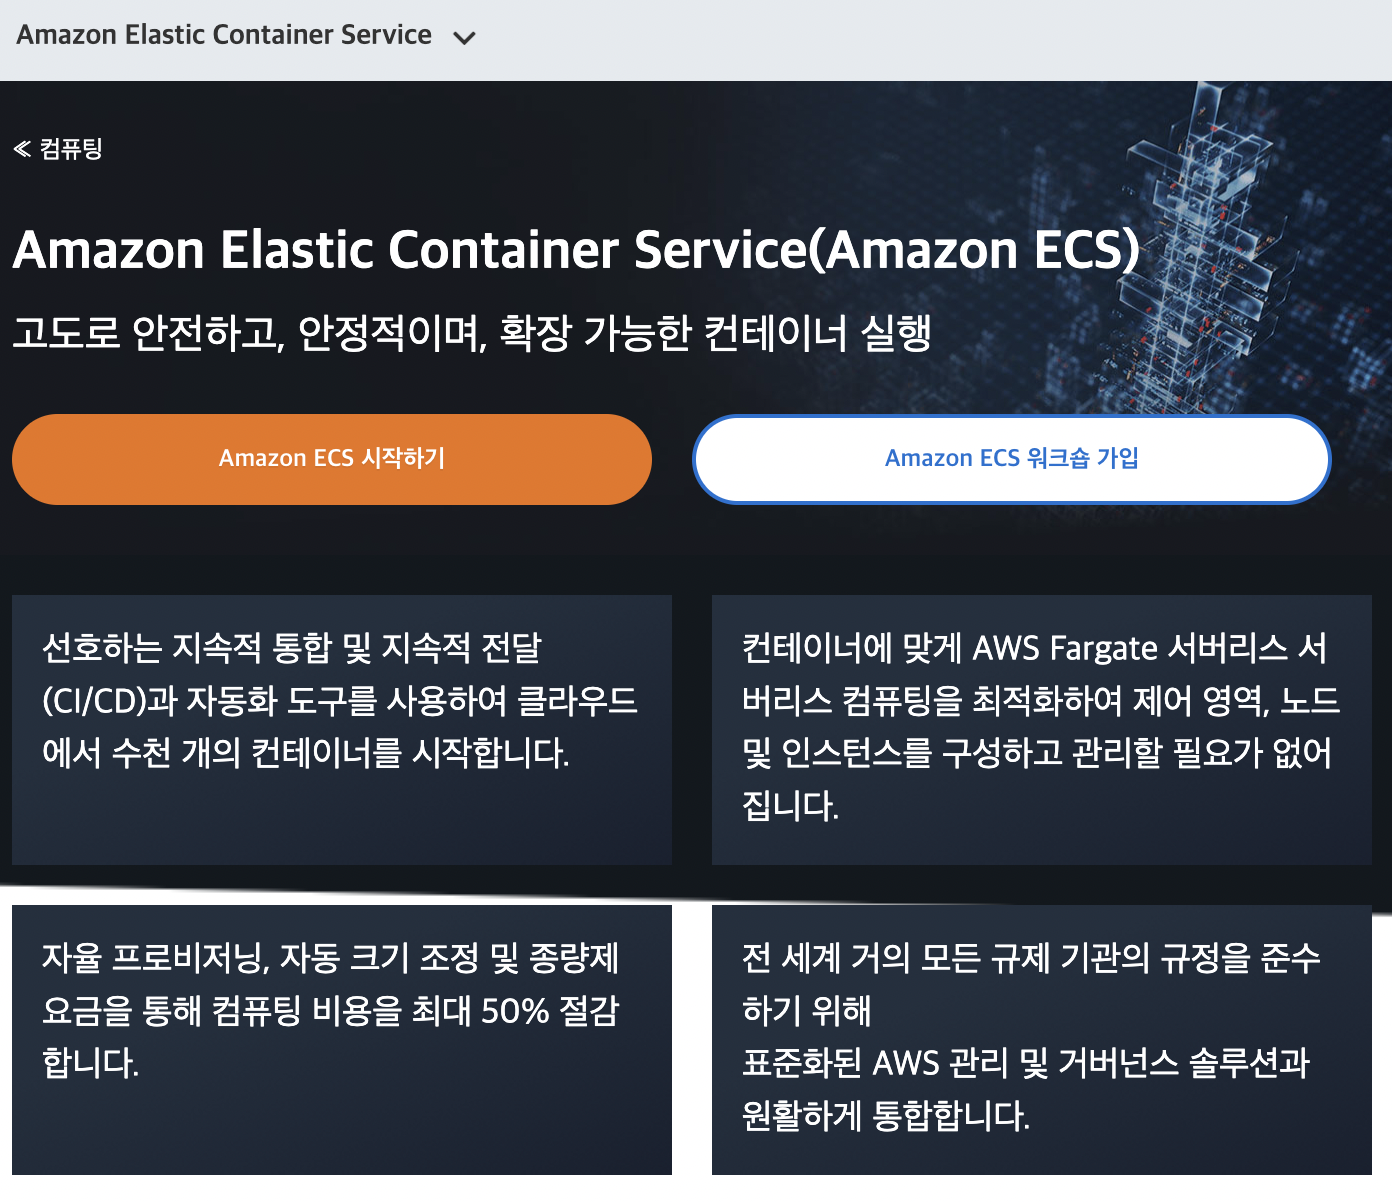 Amazon Elastic Container Service
≪ 컴퓨팅
Amazon Elastic Container Service(Amazon ECS)
고도로 안전하고, 안정적이며, 확장 가능한 컨테이너 실행
Amazon ECS 시작하기
Amazon ECS 워크숍 가입
선호하는 지속적 통합 및 지속적 전달
(CI/CD)과 자동화 도구를 사용하여 클라우드
에서 수천 개의 컨테이너를 시작합니다.
컨테이너에 맞게 AWS Fargate 서버리스 서
버리스 컴퓨팅을 최적화하여 제어 영역, 노드
및 인스턴스를 구성하고 관리할 필요가 없어
집니다.
자율 프로비저닝, 자동 크기 조정 및 종량제
요금을 통해 컴퓨팅 비용을 최대 50% 절감
합니다.
전 세계 거의 모든 규제 기관의 규정을 준수
하기 위해
표준화된 AWS 관리 및 거버넌스 솔루션과
원활하게 통합합니다.